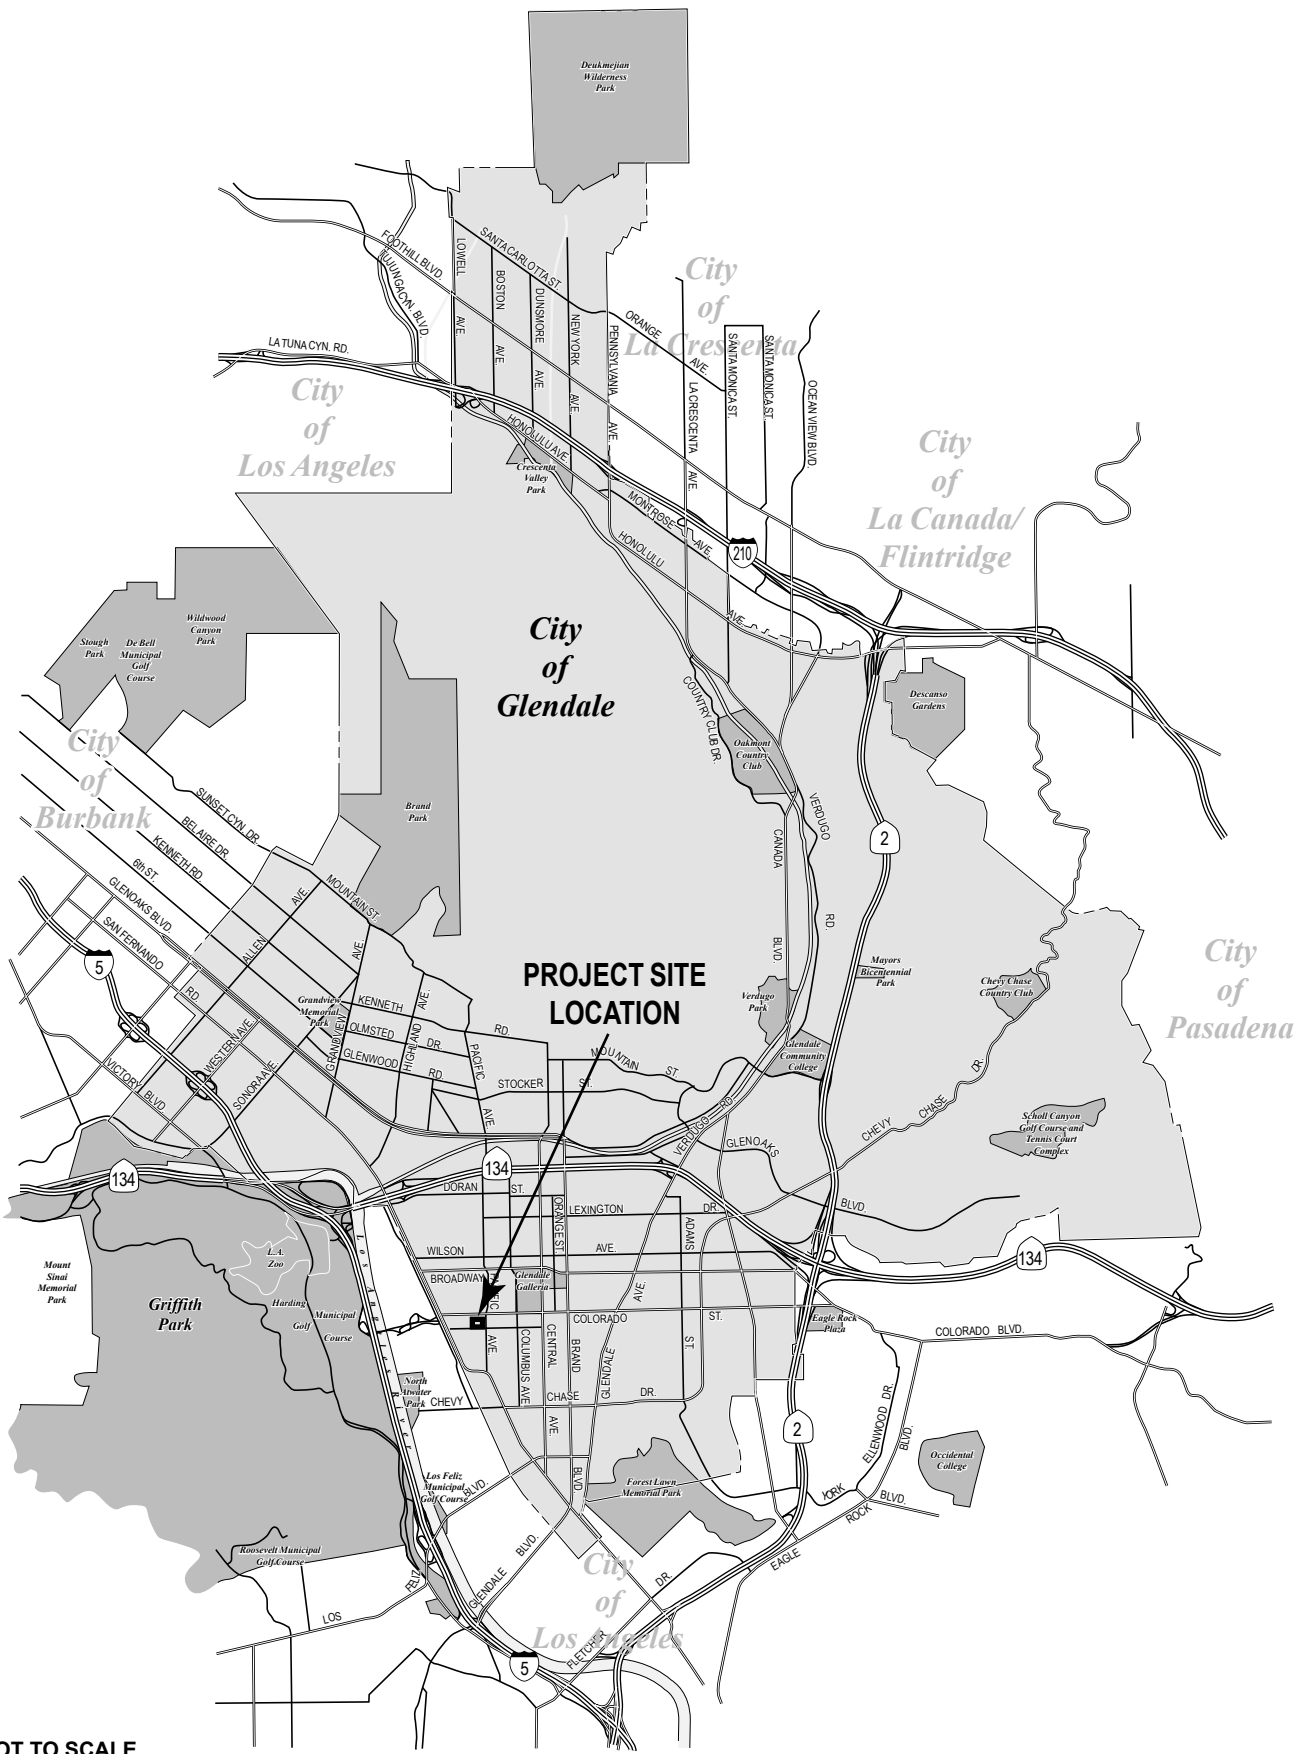 Deukmejian
Wilderness
Park
SANTA CARLOTTA ST.
FOOTHILL BLVD.
TUJUNGA CYN. BLVD.
LOWELL
AVE.
BOSTON
AVE.
DUNSMORE
AVE.
NEW YORK
AVE.
PENNSYLVANIA
AVE.
ORANGE
AVE.
City
of
La Crescenta
LA CRESCENTA
AVE.
SANTA MONICA ST.
SANTA MONICA ST.
OCEAN VIEW BLVD.
LA TUNA CYN. RD.
City
of
Los Angeles
HONOLULU AVE.
Crescenta
Valley
Park
MONTROSE
AVE.
HONOLULU
AVE.
210
City
of
La Canada/
Flintridge
Wildwood
Canyon
Park
Stough
Park
De Bell
Municipal
Golf
Course
City
of
Glendale
COUNTRY CLUB DR.
Oakmont
Country
Club
Descanso
Gardens
City
of
Burbank
SUNSET CYN. DR.
BELAIRE DR.
KENNETH RD.
6th ST.
GLENOAKS BLVD.
SAN FERNANDO
RD.
Brand
Park
VERDUGO
RD.
CANADA
BLVD
2
MOUNTAIN ST.
ALLEN
AVE.
5
WESTERN AVE.
SONORA AVE.
VICTORY BLVD
Grandview
Memorial
Park
GRANDVIEW
AVE.
KENNETH
RD.
OLMSTED
DR.
GLENWOOD
RD.
HIGHLAND
AVE.
PACIFIC
AVE.
PROJECT SITE
LOCATION
STOCKER
ST.
MOUNTAIN
ST
Verdugo
Park
Glendale
Community
College
Mayors
Bicentennial
Park
Chevy Chase
Country Club
City
of
Pasadena
CHEVY
CHASE
DR.
Scholl Canyon
Golf Course and
Tennis Court
Complex
VERDUGO
RD
GLENOAKS
BLVD.
134
134
134
DORAN
ST.
ORANGE ST.
LEXINGTON
DR.
ADAMS
ST.
WILSON
AVE.
BROADWAY
Glendale
Galleria
AVE.
COLUMBUS AVE
CENTRAL
AVE.
BRAND
BLVD
GLENDALE
AVE.
COLORADO
ST.
CHEVY
CHASE
DR.
Los Angeles River
L.A.
Zoo
Mount
Sinai
Memorial
Park
Griffith
Park
Harding
Golf
Municipal
Course
North
Atwater
Park
Eagle Rock
Plaza
COLORADO BLVD.
2
ELLENWOOD DR.
BLVD.
Occidental
College
YORK
BLVD.
EAGLE
ROCK
Los Feliz
Municipal
Golf Course
BLVD.
Forest Lawn
Memorial Park
Roosevelt Municipal
Golf Course
LOS
FELIZ
GLENDALE
BLVD.
City
of
Los Angeles
FLETCHER
DR.
5
TO SCALE